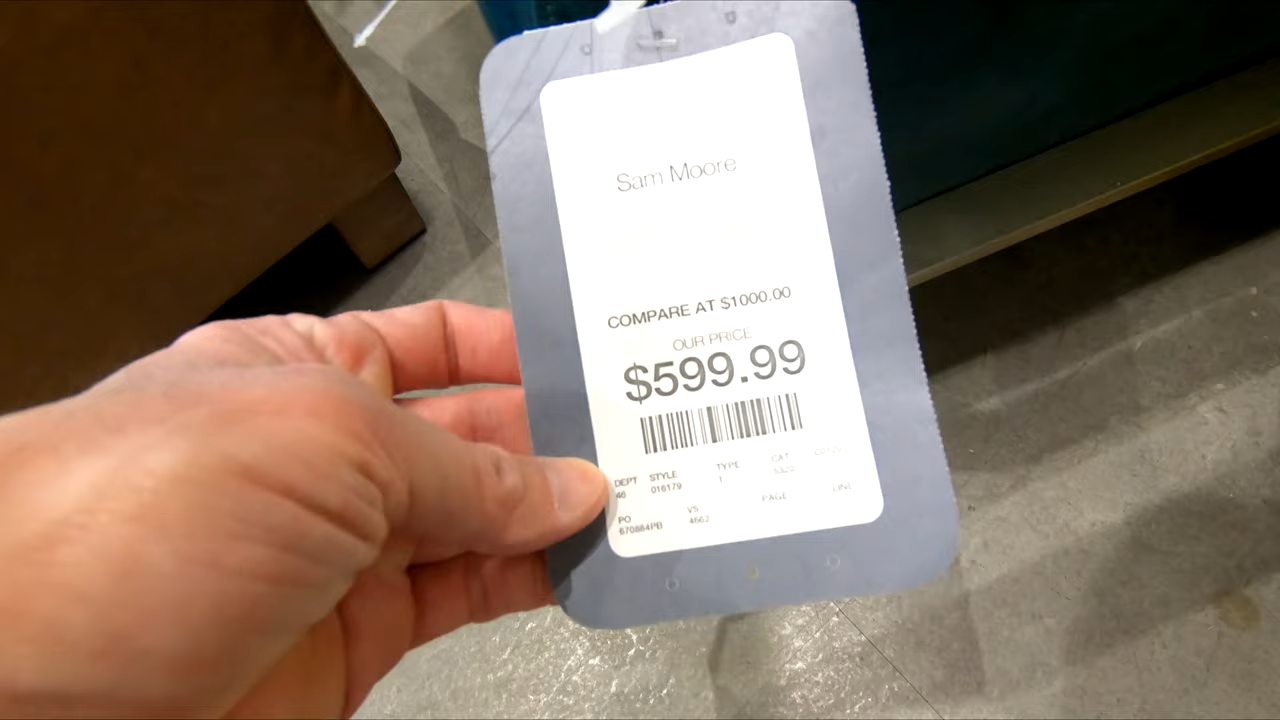 Sam Moore
COMPARE AT $1000.00
OUR PRICE
$599.99
DEPT STYLE TYPE CAT
46 016179 1
PO VS PAGE LINE
670884PB 4662